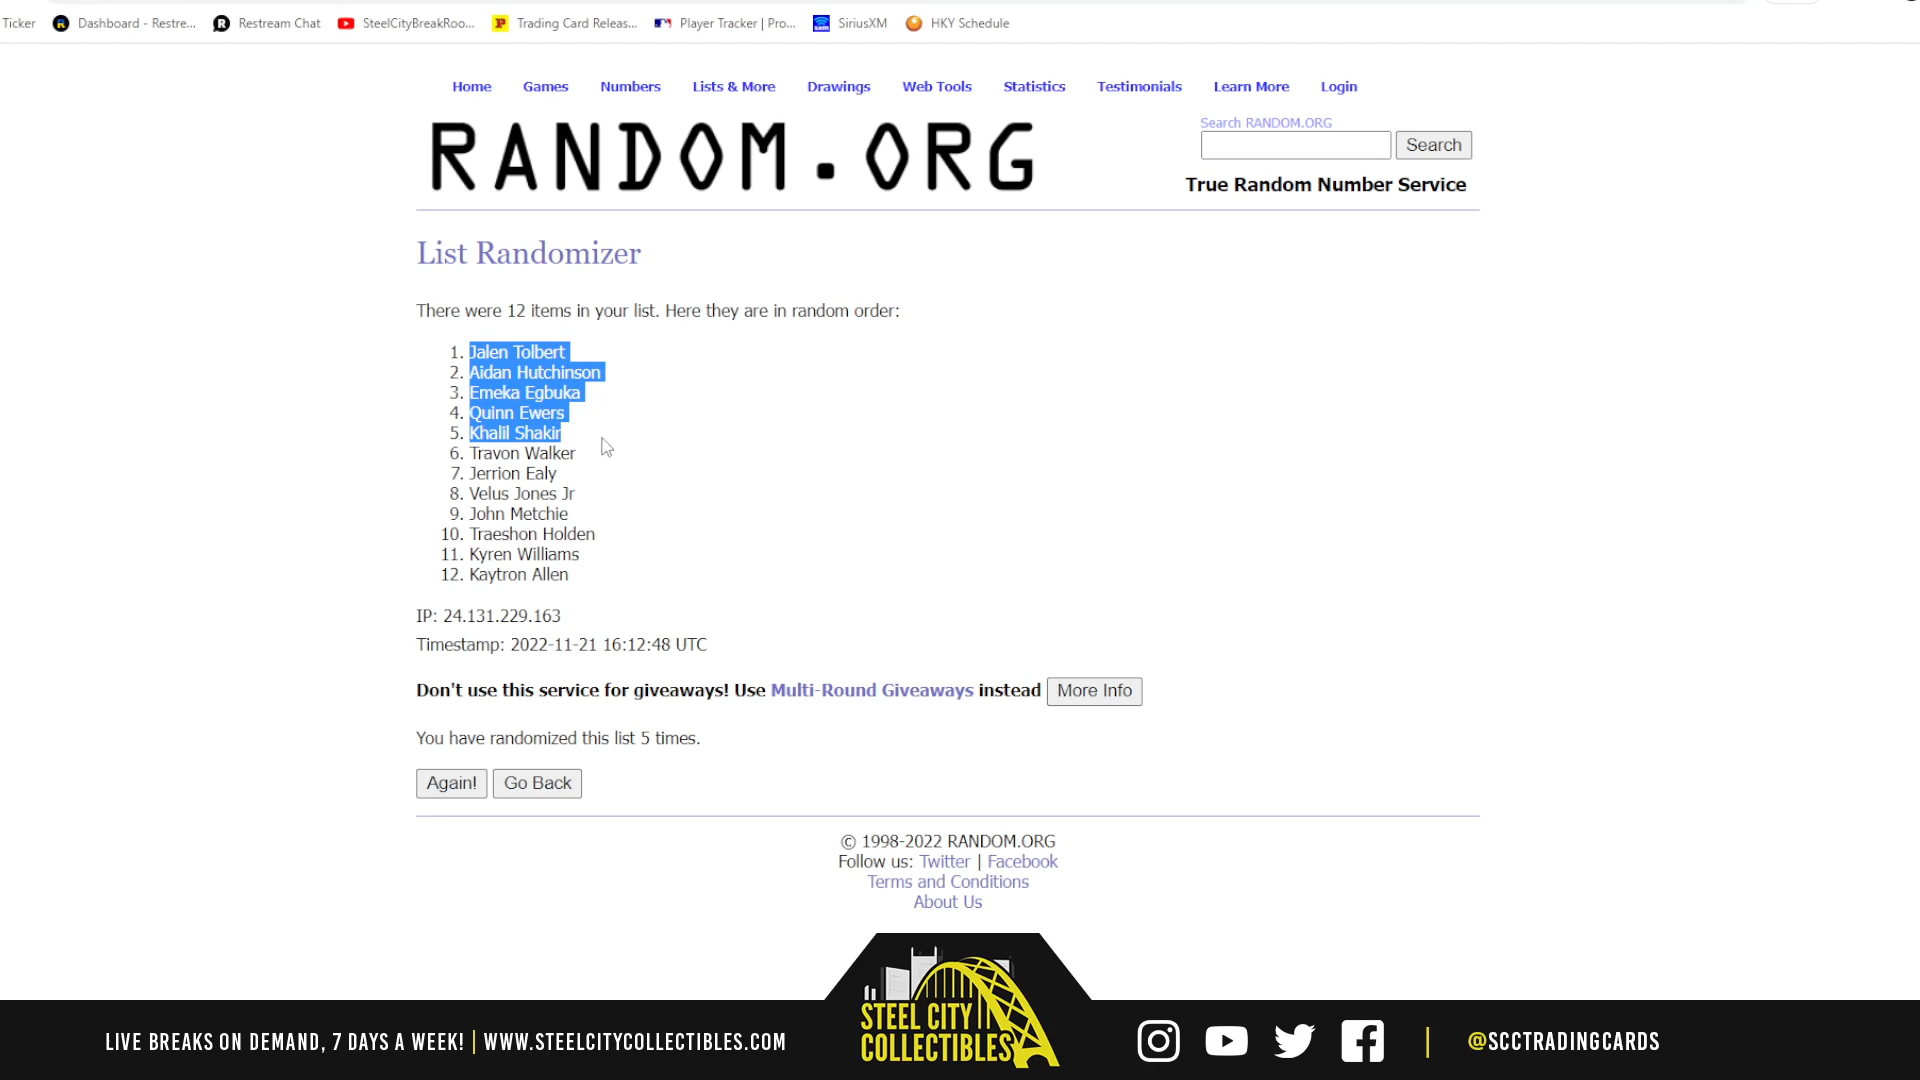 Ticker Dashboard - Restre... Restream Chat SteelCityBreakRoo... Trading Card Releas... Player Tracker | Pro... SiriusXM HKY Schedule
Home Games Numbers Lists & More Drawings Web Tools Statistics Testimonials Learn More Login
RANDOM.ORG
Search RANDOM.ORG
Search
True Random Number Service
List Randomizer
There were 12 items in your list. Here they are in random order:
1. Jalen Tolbert
2. Aidan Hutchinson
3. Emeka Egbuka
4. Quinn Ewers
5. Khalil Shakir
6. Travon Walker
7. Jerrion Ealy
8. Velus Jones Jr
9. John Metchie
10. Traeshon Holden
11. Kyren Williams
12. Kaytron Allen
IP: 24.131.229.163
Timestamp: 2022-11-21 16:12:48 UTC
Don't use this service for giveaways! Use Multi-Round Giveaways instead More Info
You have randomized this list 5 times.
Again! Go Back
© 1998-2022 RANDOM.ORG
Follow us: Twitter | Facebook
Terms and Conditions
About Us
STEEL CITY
COLLECTIBLES
LIVE BREAKS ON DEMAND, 7 DAYS A WEEK! | WWW.STEELCITYCOLLECTIBLES.COM
@SCCTRADINGCARDS